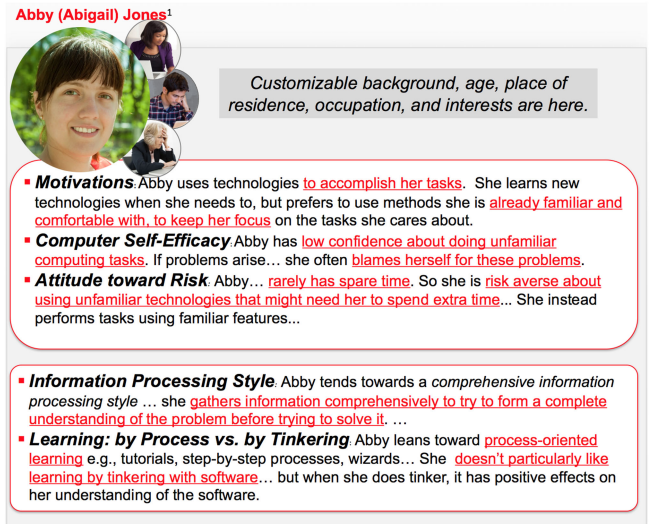 Abby (Abigail) Jones¹
Customizable background, age, place of
residence, occupation, and interests are here.
▪ Motivations: Abby uses technologies to accomplish her tasks. She learns new
technologies when she needs to, but prefers to use methods she is already familiar and
comfortable with, to keep her focus on the tasks she cares about.
▪ Computer Self-Efficacy: Abby has low confidence about doing unfamiliar
computing tasks. If problems arise… she often blames herself for these problems.
▪ Attitude toward Risk: Abby… rarely has spare time. So she is risk averse about
using unfamiliar technologies that might need her to spend extra time... She instead
performs tasks using familiar features...
▪ Information Processing Style: Abby tends towards a comprehensive information
processing style … she gathers information comprehensively to try to form a complete
understanding of the problem before trying to solve it. …
▪ Learning: by Process vs. by Tinkering: Abby leans toward process-oriented
learning e.g., tutorials, step-by-step processes, wizards… She doesn't particularly like
learning by tinkering with software… but when she does tinker, it has positive effects on
her understanding of the software.